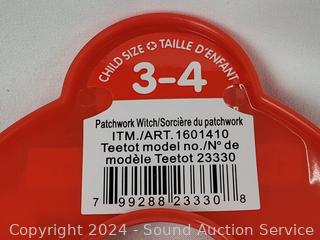 CHILD SIZE ✪ TAILLE D'ENFANT
3-4
Patchwork Witch/Sorcière du patchwork
ITM./ART. 1601410
Teetot model no./Nº de
modèle Teetot 23330
7 99288 23330 8
Copyright 2024 - Sound Auction Service